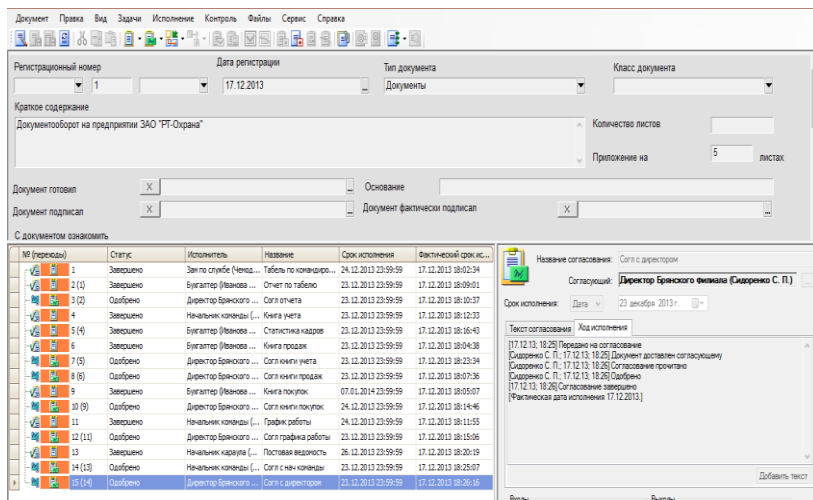 Документ Правка Вид Задачи Исполнение Контроль Файлы Сервис Справка
Регистрационный номер Дата регистрации Тип документа Класс документа
1 17.12.2013 ... Документы
Краткое содержание
Документооборот на предприятии ЗАО "РТ-Охрана"
Количество листов
Приложение на 5 листах
Документ готовил X ... Основание
Документ подписал X ... Документ фактически подписал X ...
С документом ознакомить
№ (переходы) Статус Исполнитель Название Срок исполнения Фактический срок ис...
1 Завершено Зам по службе (Чемод... Табель по командиро... 24.12.2013 23:59:59 17.12.2013 18:02:34
2 (1) Завершено Бухгалтер (Иванова ... Отчет по табелю 23.12.2013 23:59:59 17.12.2013 18:09:01
3 (2) Одобрено Директор Брянского ... Согл отчета 23.12.2013 23:59:59 17.12.2013 18:10:37
4 Завершено Начальник команды (... Книга учета 23.12.2013 23:59:59 17.12.2013 18:12:33
5 (4) Завершено Бухгалтер (Иванова ... Статистика кадров 23.12.2013 23:59:59 17.12.2013 18:16:43
6 Завершено Бухгалтер (Иванова ... Книга продаж 23.12.2013 23:59:59 17.12.2013 18:04:38
7 (5) Одобрено Директор Брянского ... Согл книги учета 23.12.2013 23:59:59 17.12.2013 18:23:34
8 (6) Одобрено Директор Брянского ... Согл книги продаж 23.12.2013 23:59:59 17.12.2013 18:07:36
9 Завершено Бухгалтер (Иванова ... Книга покупок 07.01.2014 23:59:59 17.12.2013 18:05:07
10 (9) Одобрено Директор Брянского ... Согл книги покупок 24.12.2013 23:59:59 17.12.2013 18:14:46
11 Завершено Начальник команды (... График работы 24.12.2013 23:59:59 17.12.2013 18:11:55
12 (11) Одобрено Директор Брянского ... Согл графика работы 23.12.2013 23:59:59 17.12.2013 18:15:06
13 Завершено Начальник караула (... Постовая ведомость 26.12.2013 23:59:59 17.12.2013 18:20:19
14 (13) Одобрено Начальник команды (... Согл с нач команды 23.12.2013 23:59:59 17.12.2013 18:25:07
15 (14) Одобрено Директор Брянского ... Согл с директором 23.12.2013 23:59:59 17.12.2013 18:26:16
Название согласования: Согл с директором
Согласующий: Директор Брянского филиала (Сидоренко С. П.) ...
Срок исполнения: Дата 23 декабря 2013 г.
Текст согласования Ход исполнения
[17.12.13; 18:25] Передано на согласование
[Сидоренко С. П.; 17.12.13; 18:25] Документ доставлен согласующему
[Сидоренко С. П.; 17.12.13; 18:26] Согласование прочитано
[Сидоренко С. П.; 17.12.13; 18:26] Одобрено
[17.12.13; 18:26] Согласование завершено
[Фактическая дата исполнения 17.12.2013.]
Добавить текст